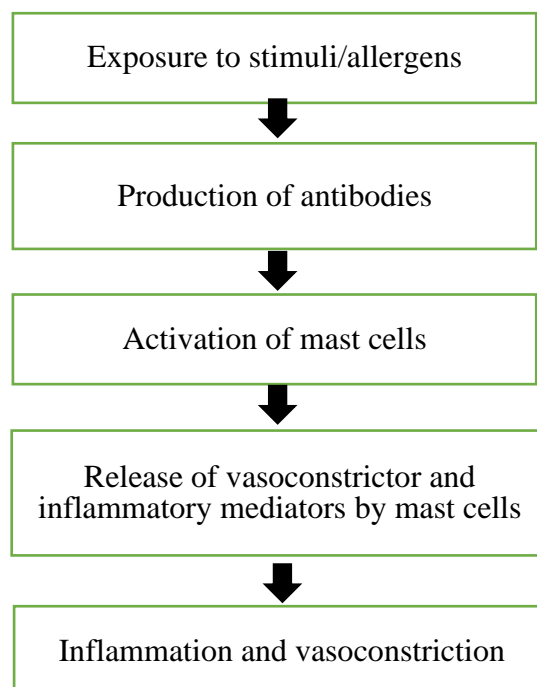 Exposure to stimuli/allergens
Production of antibodies
Activation of mast cells
Release of vasoconstrictor and
inflammatory mediators by mast cells
Inflammation and vasoconstriction